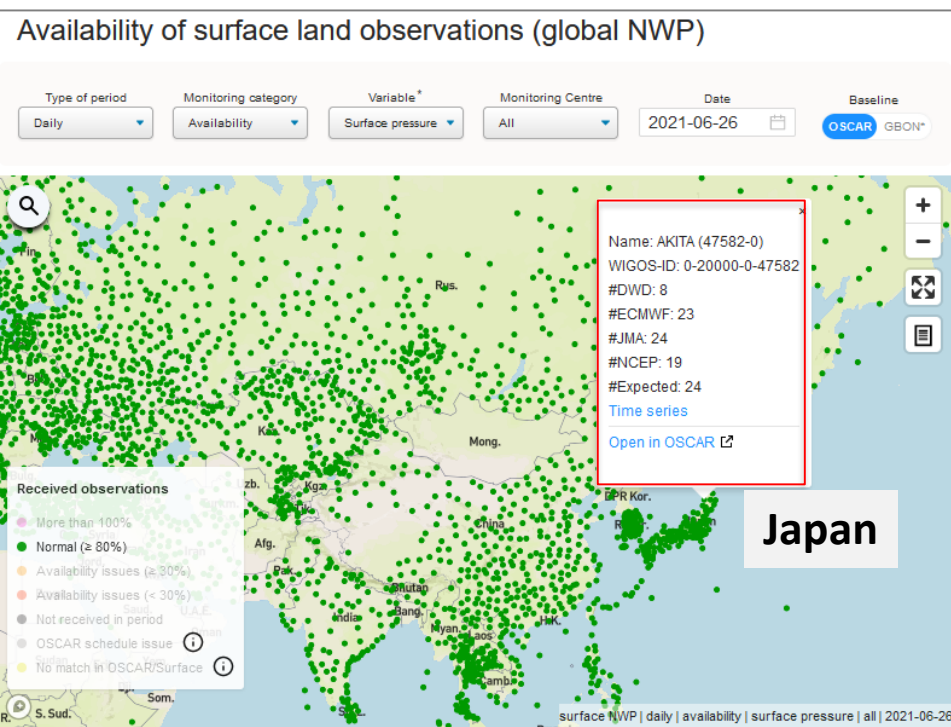 Availability of surface land observations (global NWP)
Type of period
Monitoring category
Variable*
Monitoring Centre
Date
Baseline
Daily
Availability
Surface pressure
All
2021-06-26
OSCAR GBON*
Name: AKITA (47582-0)
WIGOS-ID: 0-20000-0-47582
#DWD: 8
#ECMWF: 23
#JMA: 24
#NCEP: 19
#Expected: 24
Time series
Open in OSCAR
Fin.
Rus.
Mong.
Kgz.
Afg.
Pak.
China
Bhutan
Bang.
India
Myan.
Laos
H.K.
DPR Kor.
Japan
Received observations
More than 100%
Normal (≥ 80%)
Availability issues (≥ 30%)
Availability issues (< 30%)
Not received in period
OSCAR schedule issue
No match in OSCAR/Surface
Iran
Saud.
U.A.E.
Som.
S. Sud.
surface NWP | daily | availability | surface pressure | all | 2021-06-26